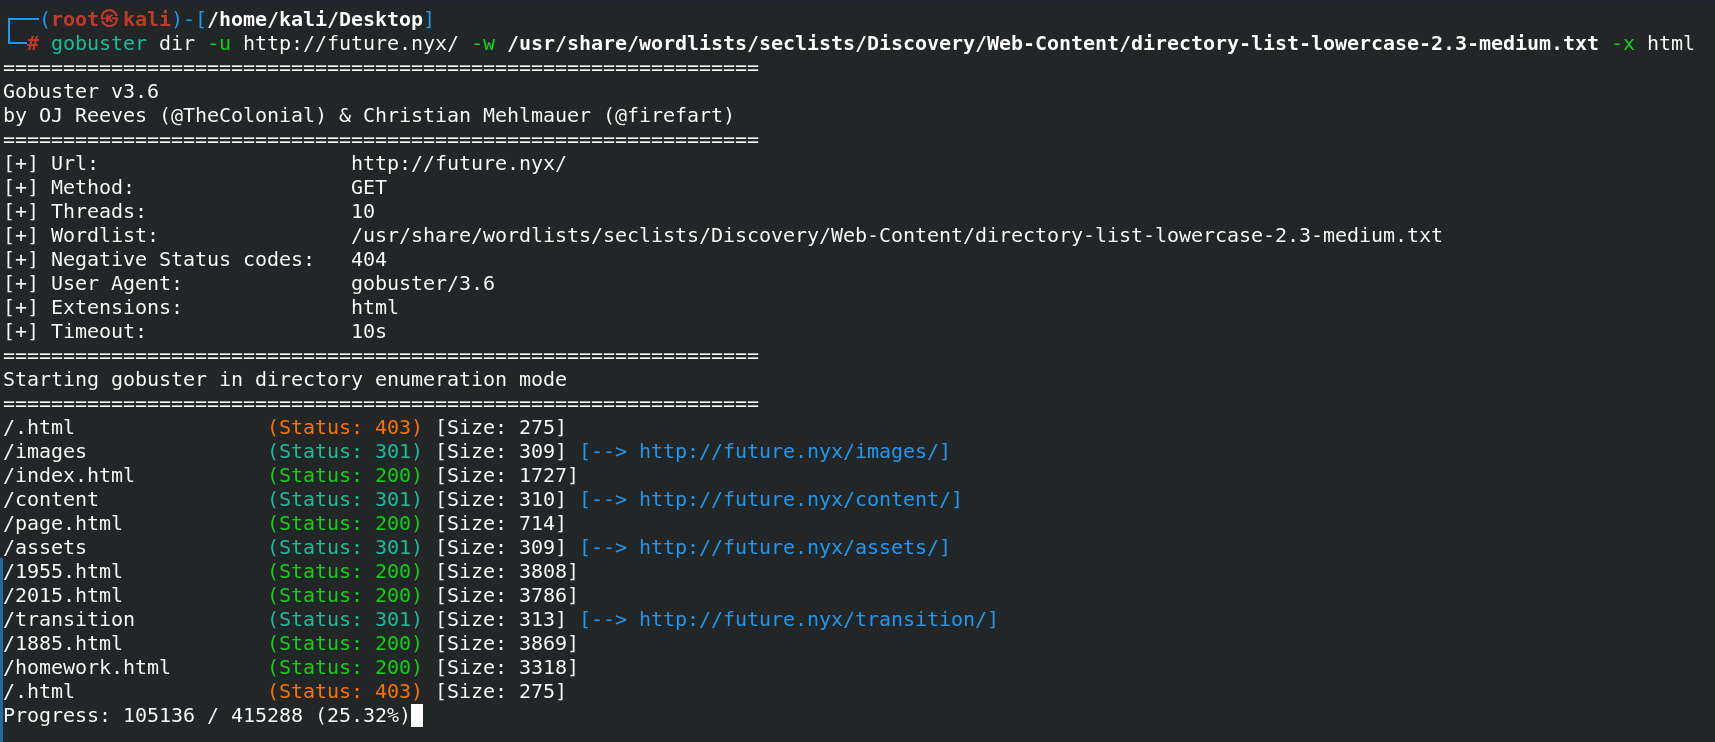 ┌──(root㉿kali)-[/home/kali/Desktop]
└─# gobuster dir -u http://future.nyx/ -w /usr/share/wordlists/seclists/Discovery/Web-Content/directory-list-lowercase-2.3-medium.txt -x html
===============================================================
Gobuster v3.6
by OJ Reeves (@TheColonial) & Christian Mehlmauer (@firefart)
===============================================================
[+] Url:                     http://future.nyx/
[+] Method:                  GET
[+] Threads:                 10
[+] Wordlist:                /usr/share/wordlists/seclists/Discovery/Web-Content/directory-list-lowercase-2.3-medium.txt
[+] Negative Status codes:   404
[+] User Agent:              gobuster/3.6
[+] Extensions:              html
[+] Timeout:                 10s
===============================================================
Starting gobuster in directory enumeration mode
===============================================================
/.html                (Status: 403) [Size: 275]
/images               (Status: 301) [Size: 309] [--> http://future.nyx/images/]
/index.html           (Status: 200) [Size: 1727]
/content              (Status: 301) [Size: 310] [--> http://future.nyx/content/]
/page.html            (Status: 200) [Size: 714]
/assets               (Status: 301) [Size: 309] [--> http://future.nyx/assets/]
/1955.html            (Status: 200) [Size: 3808]
/2015.html            (Status: 200) [Size: 3786]
/transition           (Status: 301) [Size: 313] [--> http://future.nyx/transition/]
/1885.html            (Status: 200) [Size: 3869]
/homework.html        (Status: 200) [Size: 3318]
/.html                (Status: 403) [Size: 275]
Progress: 105136 / 415288 (25.32%)